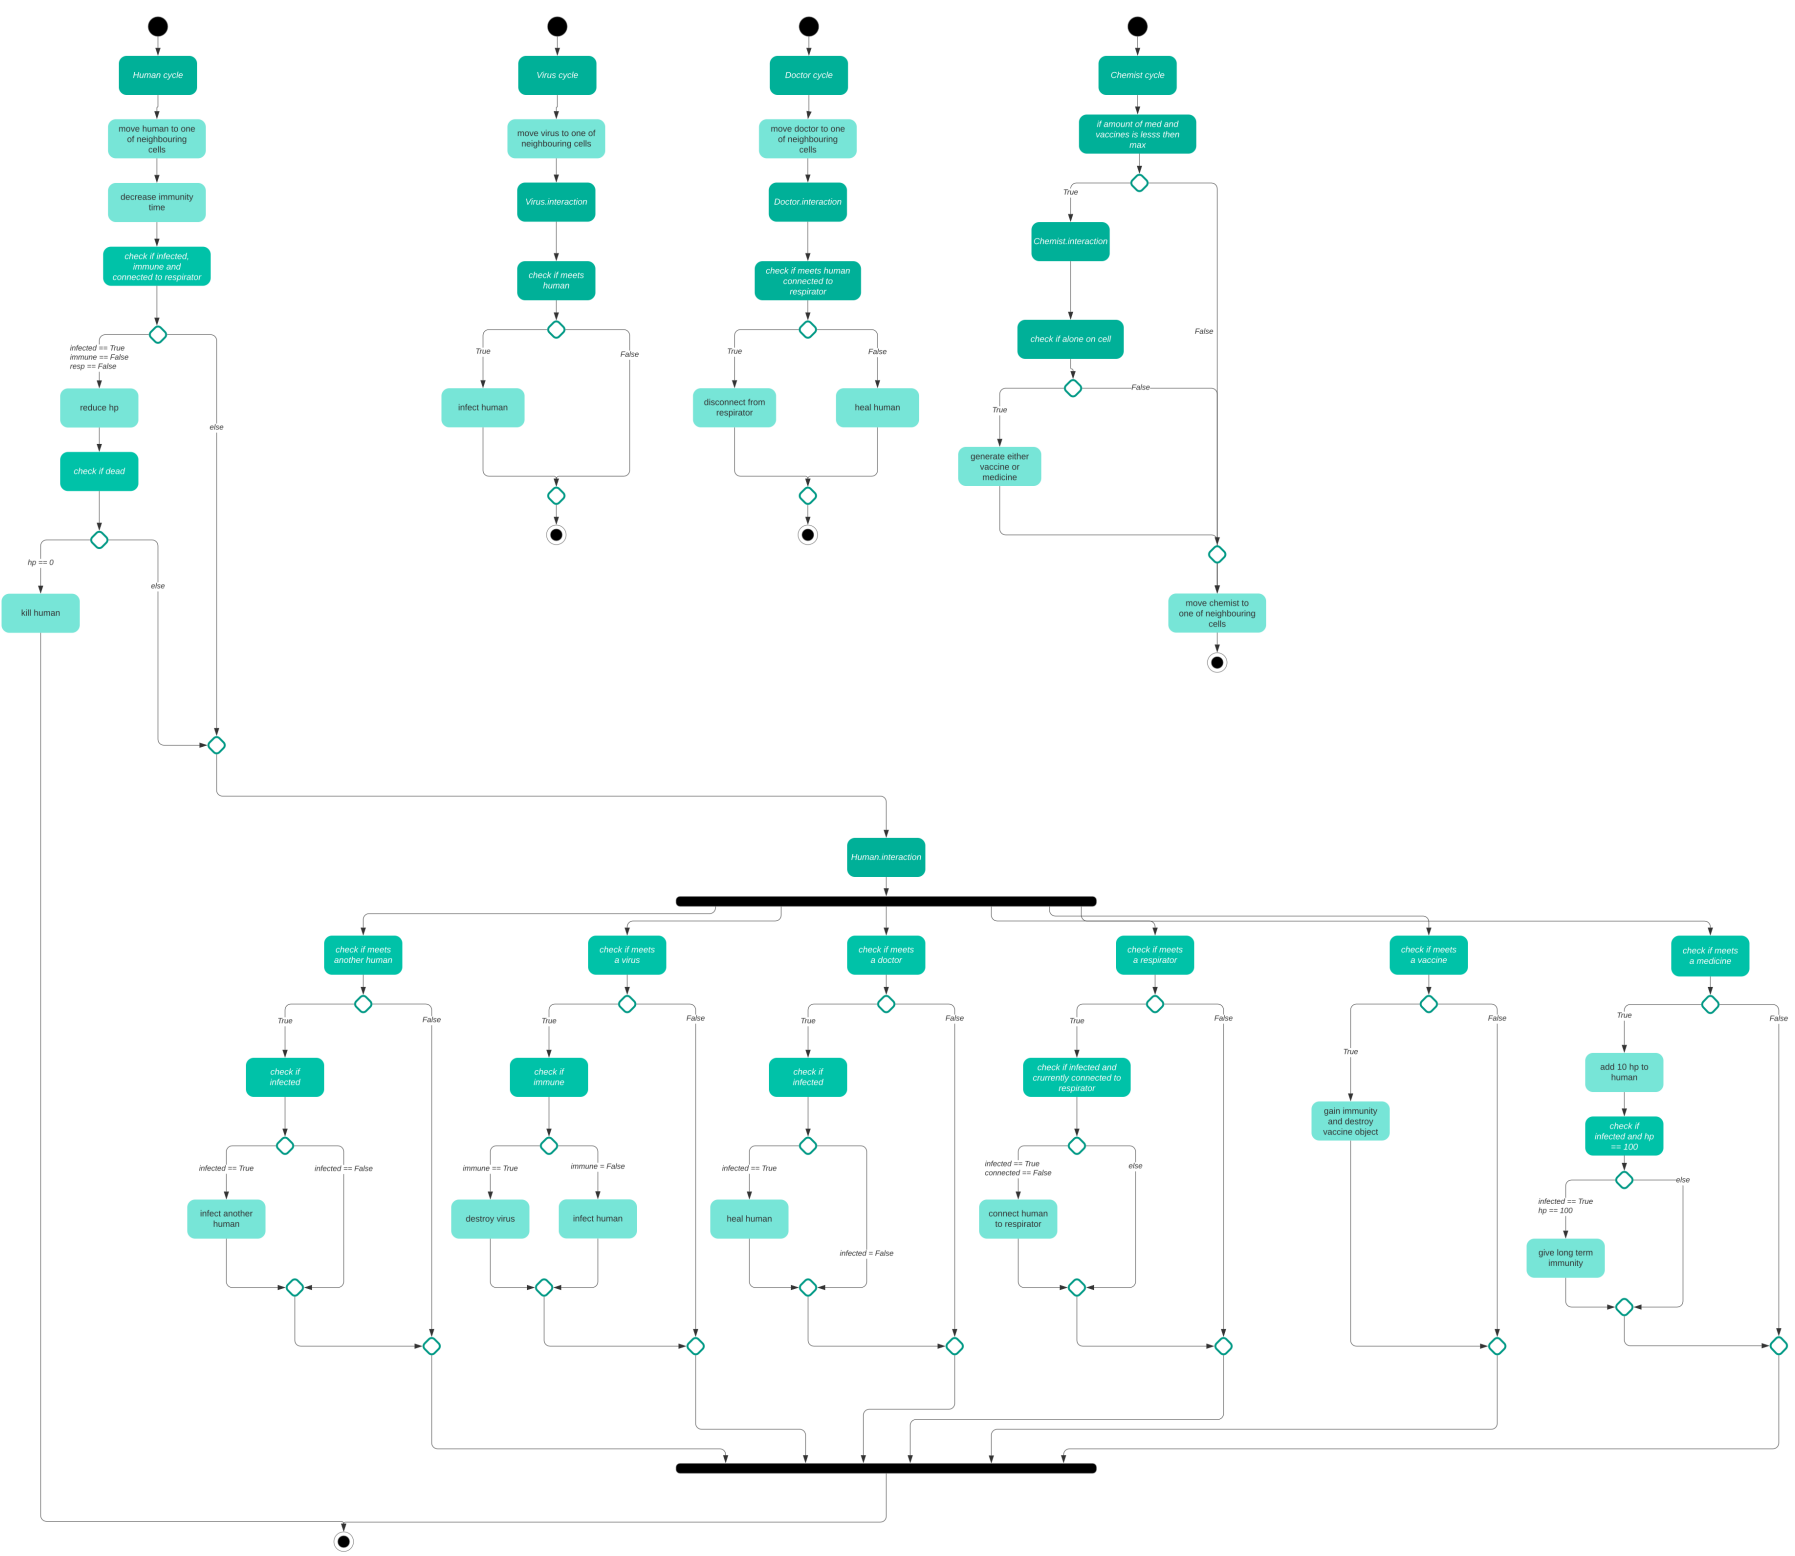 Human cycle
move human to one
of neighbouring
cells
decrease immunity
time
check if infected,
immune and
connected to respirator
infected == True
immune == False
resp == False
else
reduce hp
check if dead
hp == 0
else
kill human
Virus cycle
move virus to one of
neighbouring cells
Virus.interaction
check if meets
human
True
False
infect human
Doctor cycle
move doctor to one
of neighbouring
cells
Doctor.interaction
check if meets human
connected to
respirator
True
False
disconnect from
respirator
heal human
Chemist cycle
if amount of med and
vaccines is lesss then
max
True
False
Chemist.interaction
check if alone on cell
False
True
generate either
vaccine or
medicine
move chemist to
one of neighbouring
cells
Human.interaction
check if meets
another human
True
False
check if
infected
infected == True
infected == False
infect another
human
check if meets
a virus
True
False
check if
immune
immune == True
immune = False
destroy virus
infect human
check if meets
a doctor
True
False
check if
infected
infected == True
heal human
infected = False
check if meets
a respirator
True
False
check if infected and
crurrently connected to
respirator
infected == True
connected == False
else
connect human
to respirator
check if meets
a vaccine
True
False
gain immunity
and destroy
vaccine object
check if meets
a medicine
True
False
add 10 hp to
human
check if
infected and hp
== 100
else
infected == True
hp == 100
give long term
immunity